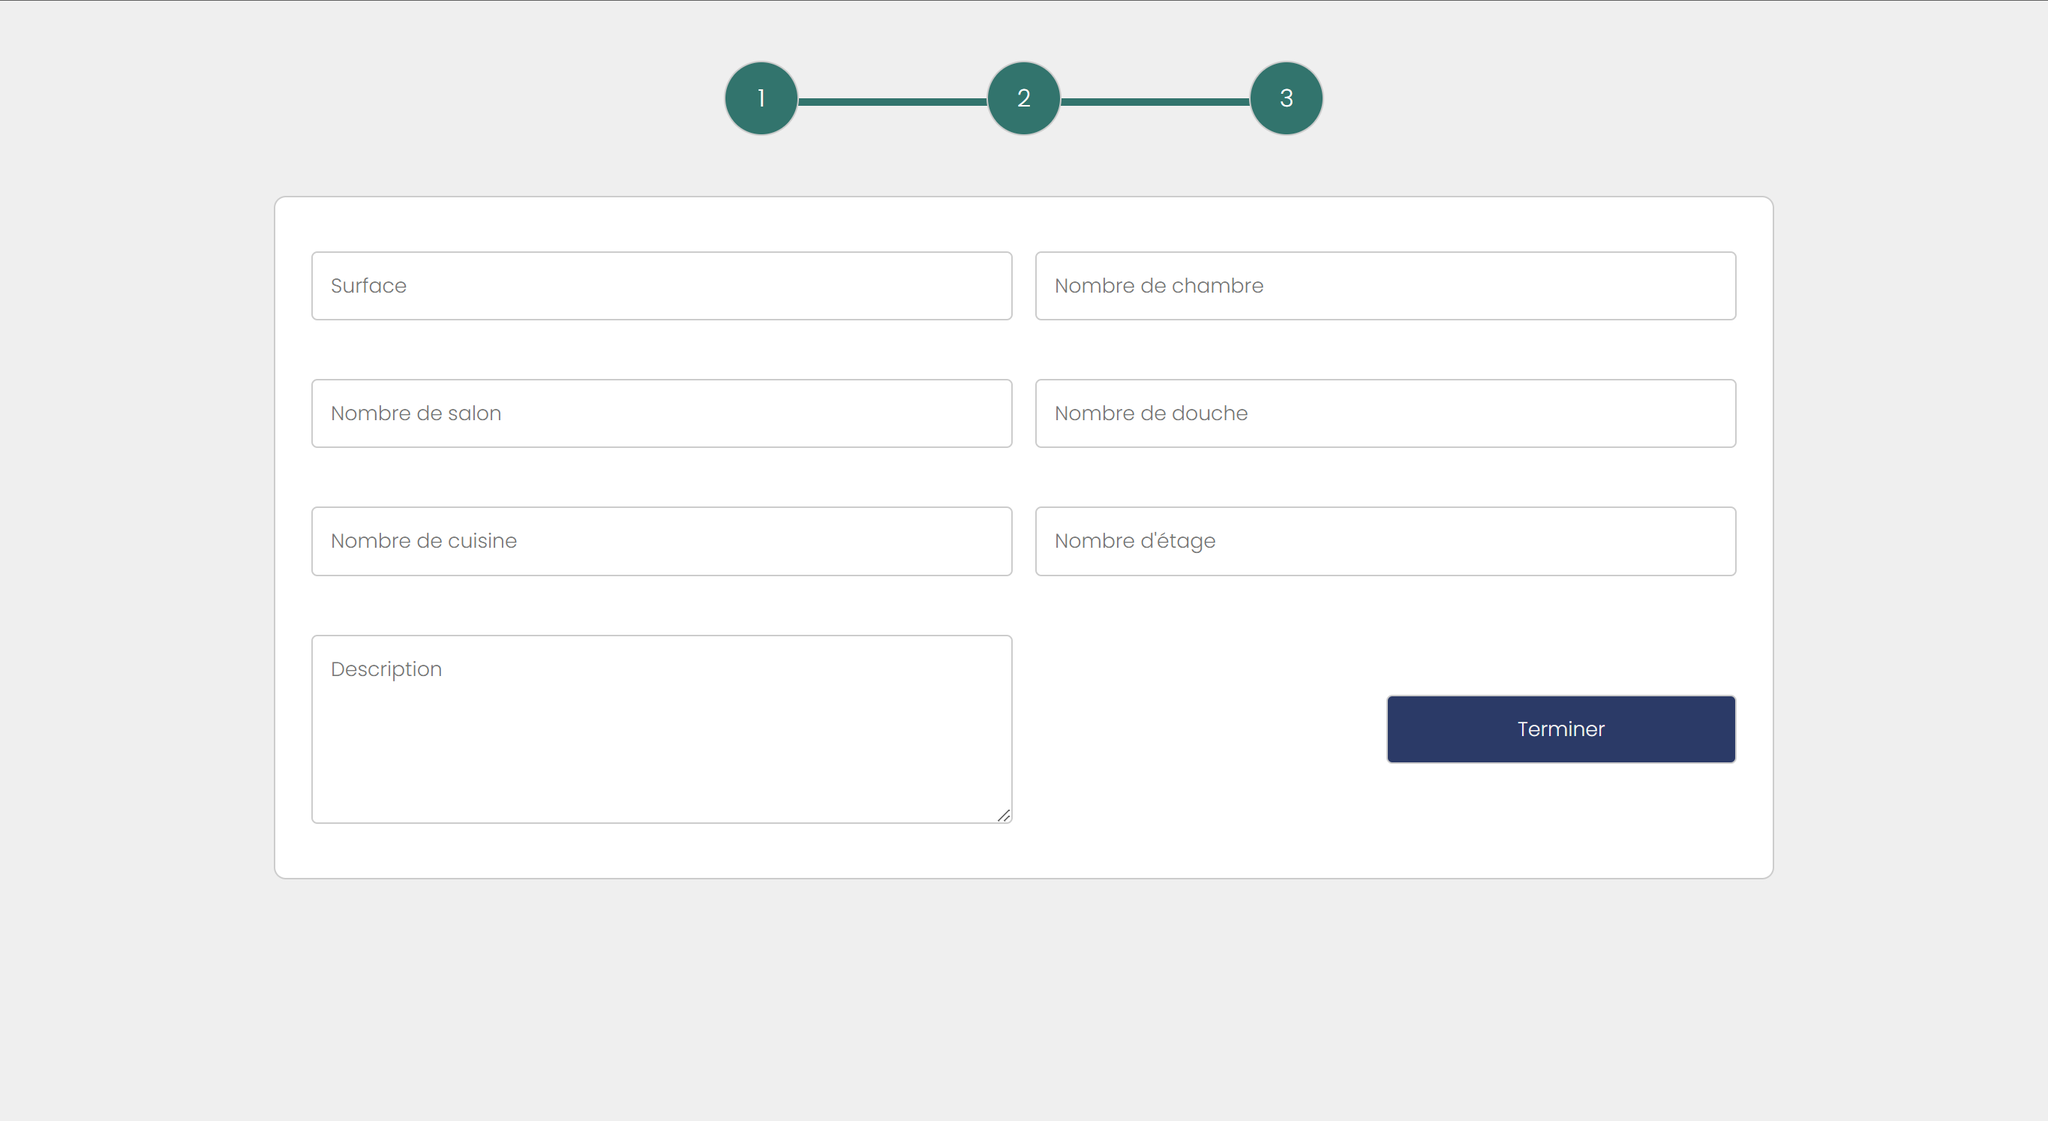 1
2
3
Surface
Nombre de chambre
Nombre de salon
Nombre de douche
Nombre de cuisine
Nombre d'étage
Description
Terminer